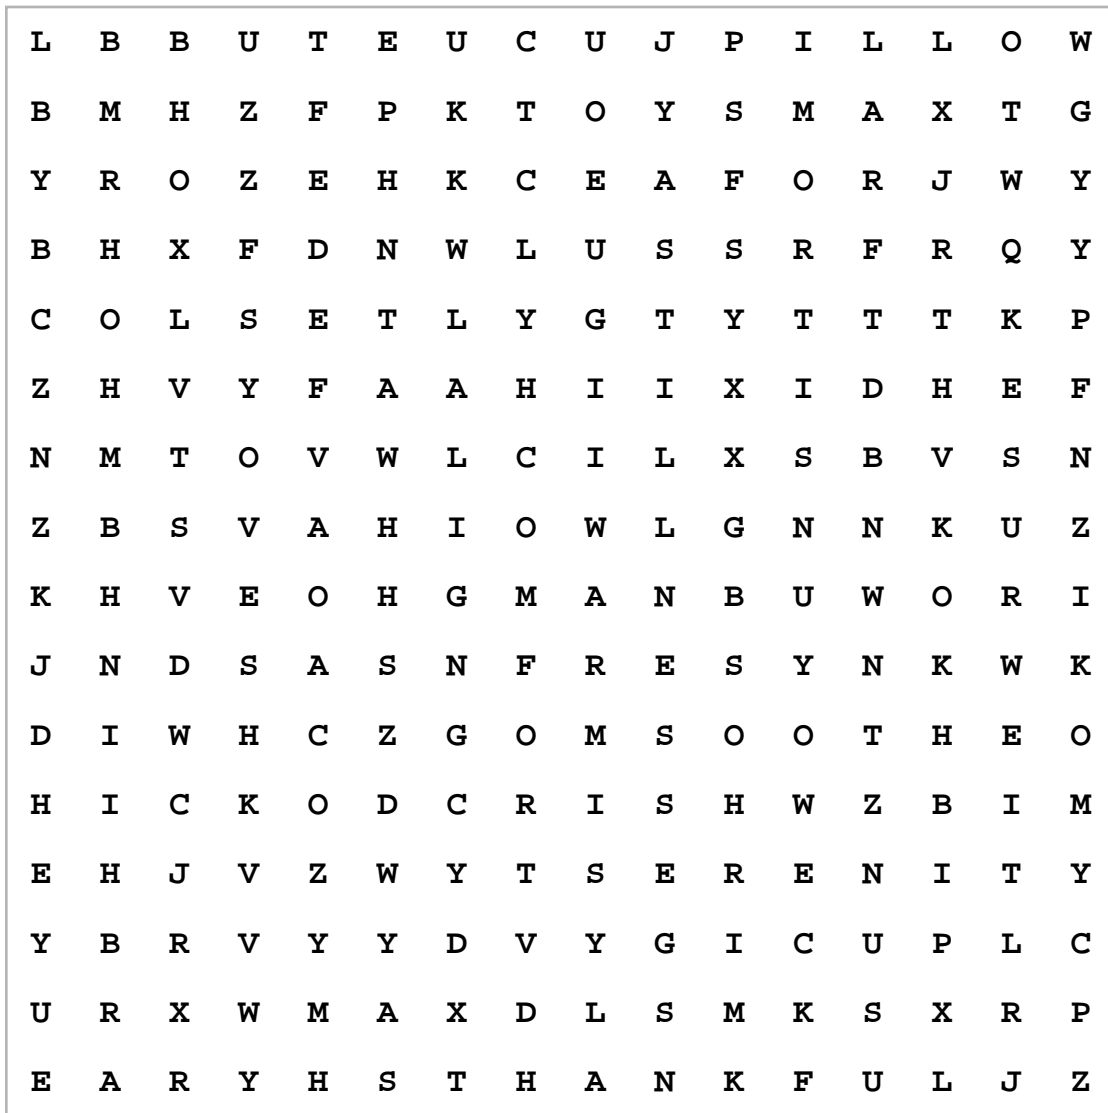 L B B U T E U C U J P I L L O W
B M H Z F P K T O Y S M A X T G
Y R O Z E H K C E A F O R J W Y
B H X F D N W L U S S R F R Q Y
C O L S E T L Y G T Y T T T K P
Z H V Y F A A H I I X I D H E F
N M T O V W L C I L X S B V S N
Z B S V A H I O W L G N N K U Z
K H V E O H G M A N B U W O R I
J N D S A S N F R E S Y N K W K
D I W H C Z G O M S O O T H E O
H I C K O D C R I S H W Z B I M
E H J V Z W Y T S E R E N I T Y
Y B R V Y Y D V Y G I C U P L C
U R X W M A X D L S M K S X R P
E A R Y H S T H A N K F U L J Z